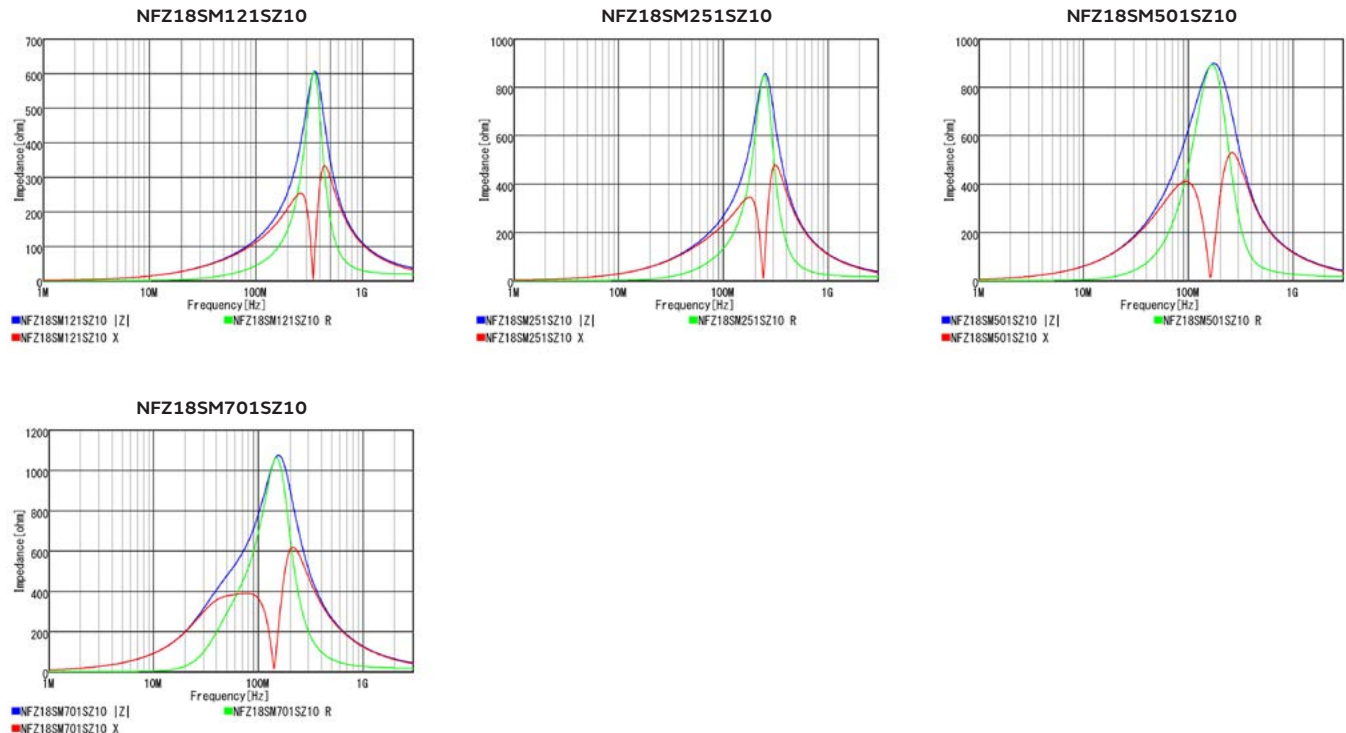 NFZ18SM121SZ10
NFZ18SM251SZ10
NFZ18SM501SZ10
700
600
500
400
300
200
100
0
Impedance[ohm]
1M 10M 100M 1G
Frequency[Hz]
NFZ18SM121SZ10 |Z| NFZ18SM121SZ10 R
NFZ18SM121SZ10 X
1000
800
600
400
200
0
Impedance[ohm]
1M 10M 100M 1G
Frequency[Hz]
NFZ18SM251SZ10 |Z| NFZ18SM251SZ10 R
NFZ18SM251SZ10 X
1000
800
600
400
200
0
Impedance[ohm]
1M 10M 100M 1G
Frequency[Hz]
NFZ18SM501SZ10 |Z| NFZ18SM501SZ10 R
NFZ18SM501SZ10 X
NFZ18SM701SZ10
1200
1000
800
600
400
200
0
Impedance[ohm]
1M 10M 100M 1G
Frequency[Hz]
NFZ18SM701SZ10 |Z| NFZ18SM701SZ10 R
NFZ18SM701SZ10 X